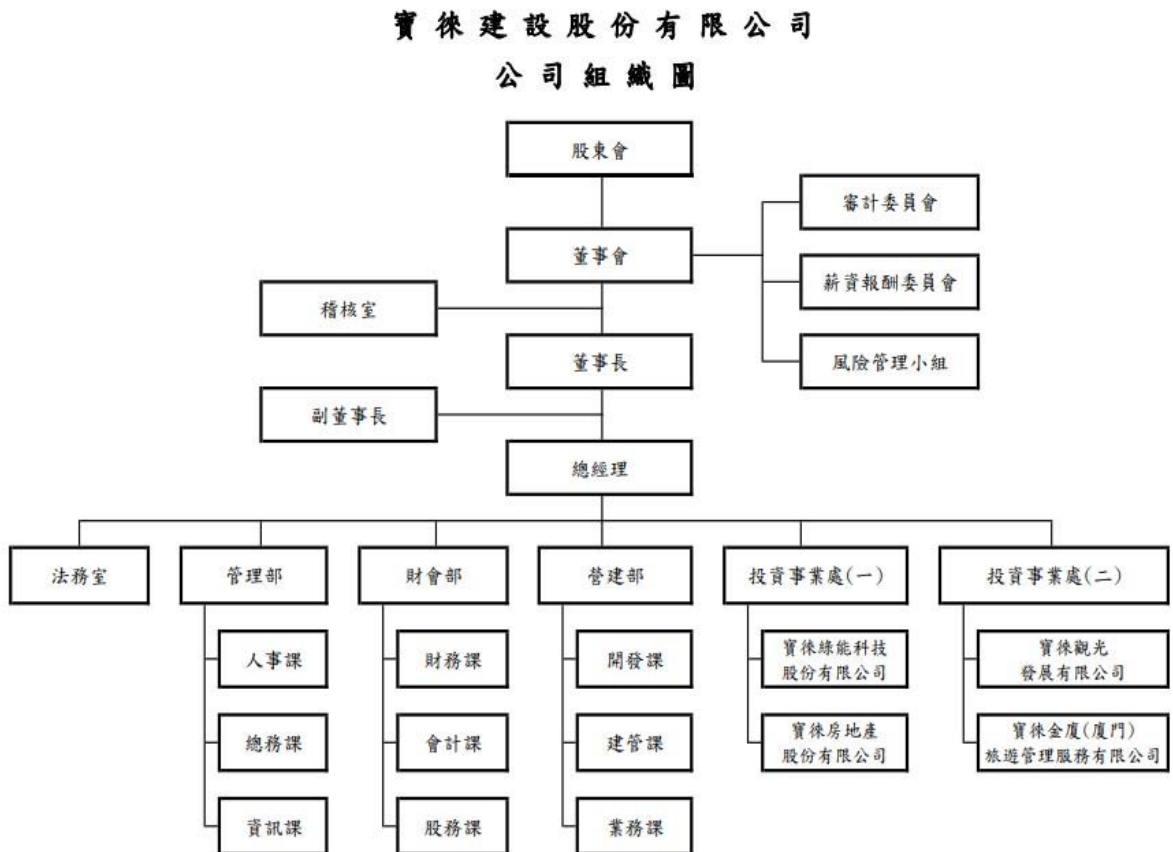 寶徠建設股份有限公司
公司組織圖
股東會
審計委員會
董事會
薪資報酬委員會
稽核室
董事長
風險管理小組
副董事長
總經理
法務室
管理部
財會部
營建部
投資事業處(一)
投資事業處(二)
人事課
財務課
開發課
寶徠綠能科技
股份有限公司
寶徠觀光
發展有限公司
總務課
會計課
建管課
寶徠房地產
股份有限公司
寶徠金廈(廈門)
旅遊管理服務有限公司
資訊課
股務課
業務課